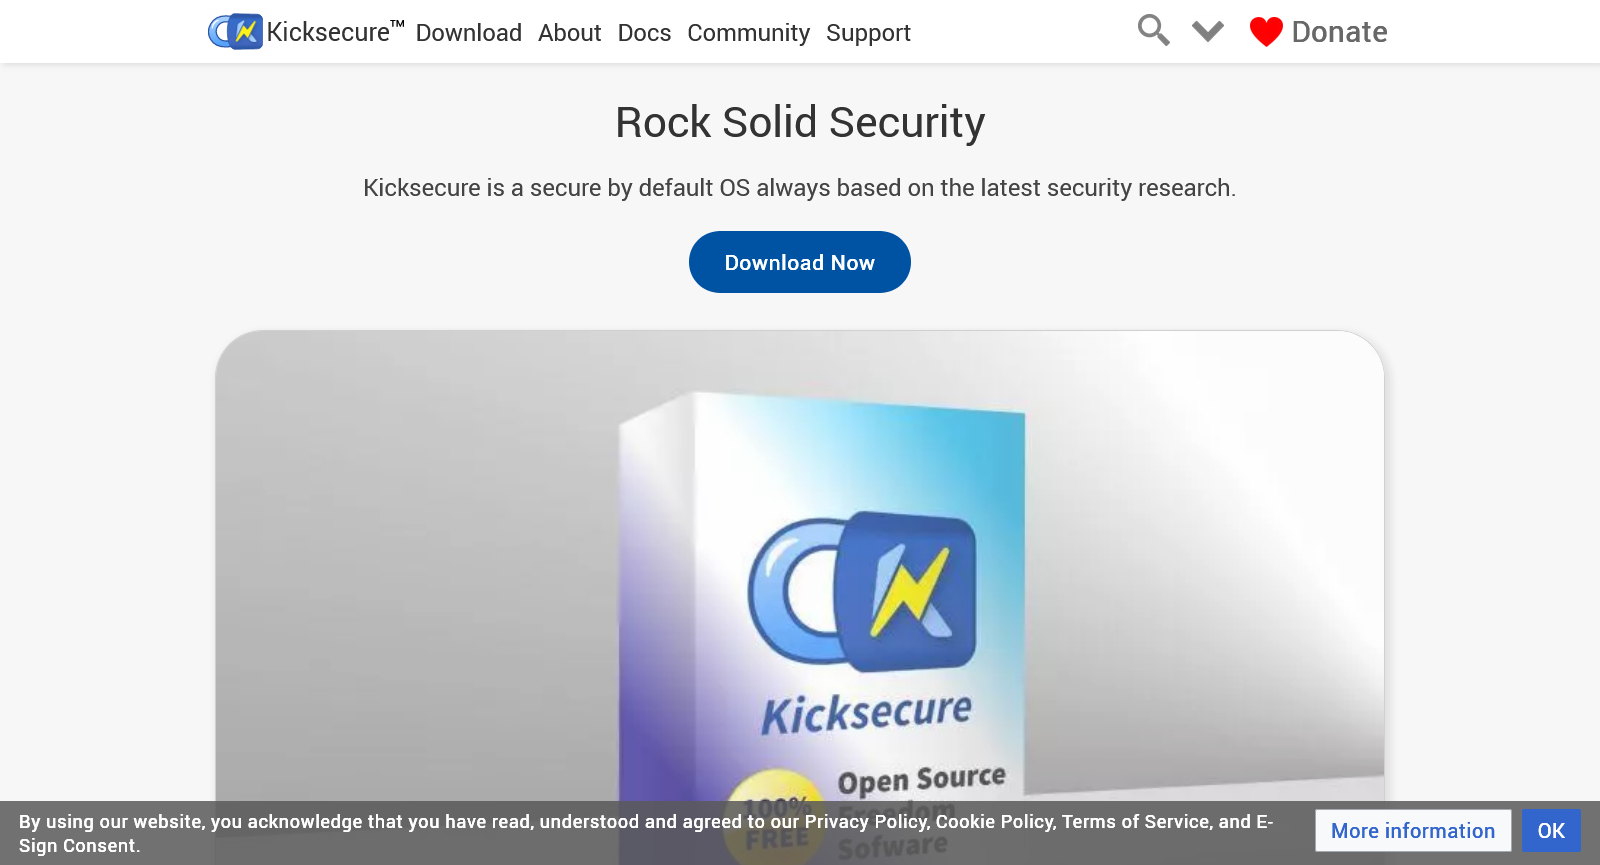 Kicksecure™ Download About Docs Community Support Donate
Rock Solid Security
Kicksecure is a secure by default OS always based on the latest security research.
Download Now
Kicksecure
Open Source
100% Freedom
FREE Sofware
By using our website, you acknowledge that you have read, understood and agreed to our Privacy Policy, Cookie Policy, Terms of Service, and E-
Sign Consent.
More information OK